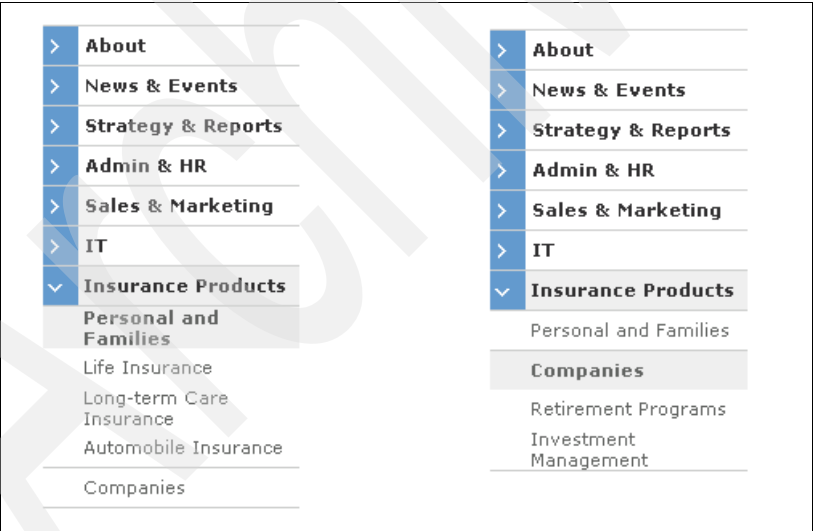 About
News & Events
Strategy & Reports
Admin & HR
Sales & Marketing
IT
Insurance Products
Personal and
Families
Life Insurance
Long-term Care
Insurance
Automobile Insurance
Companies
About
News & Events
Strategy & Reports
Admin & HR
Sales & Marketing
IT
Insurance Products
Personal and Families
Companies
Retirement Programs
Investment
Management